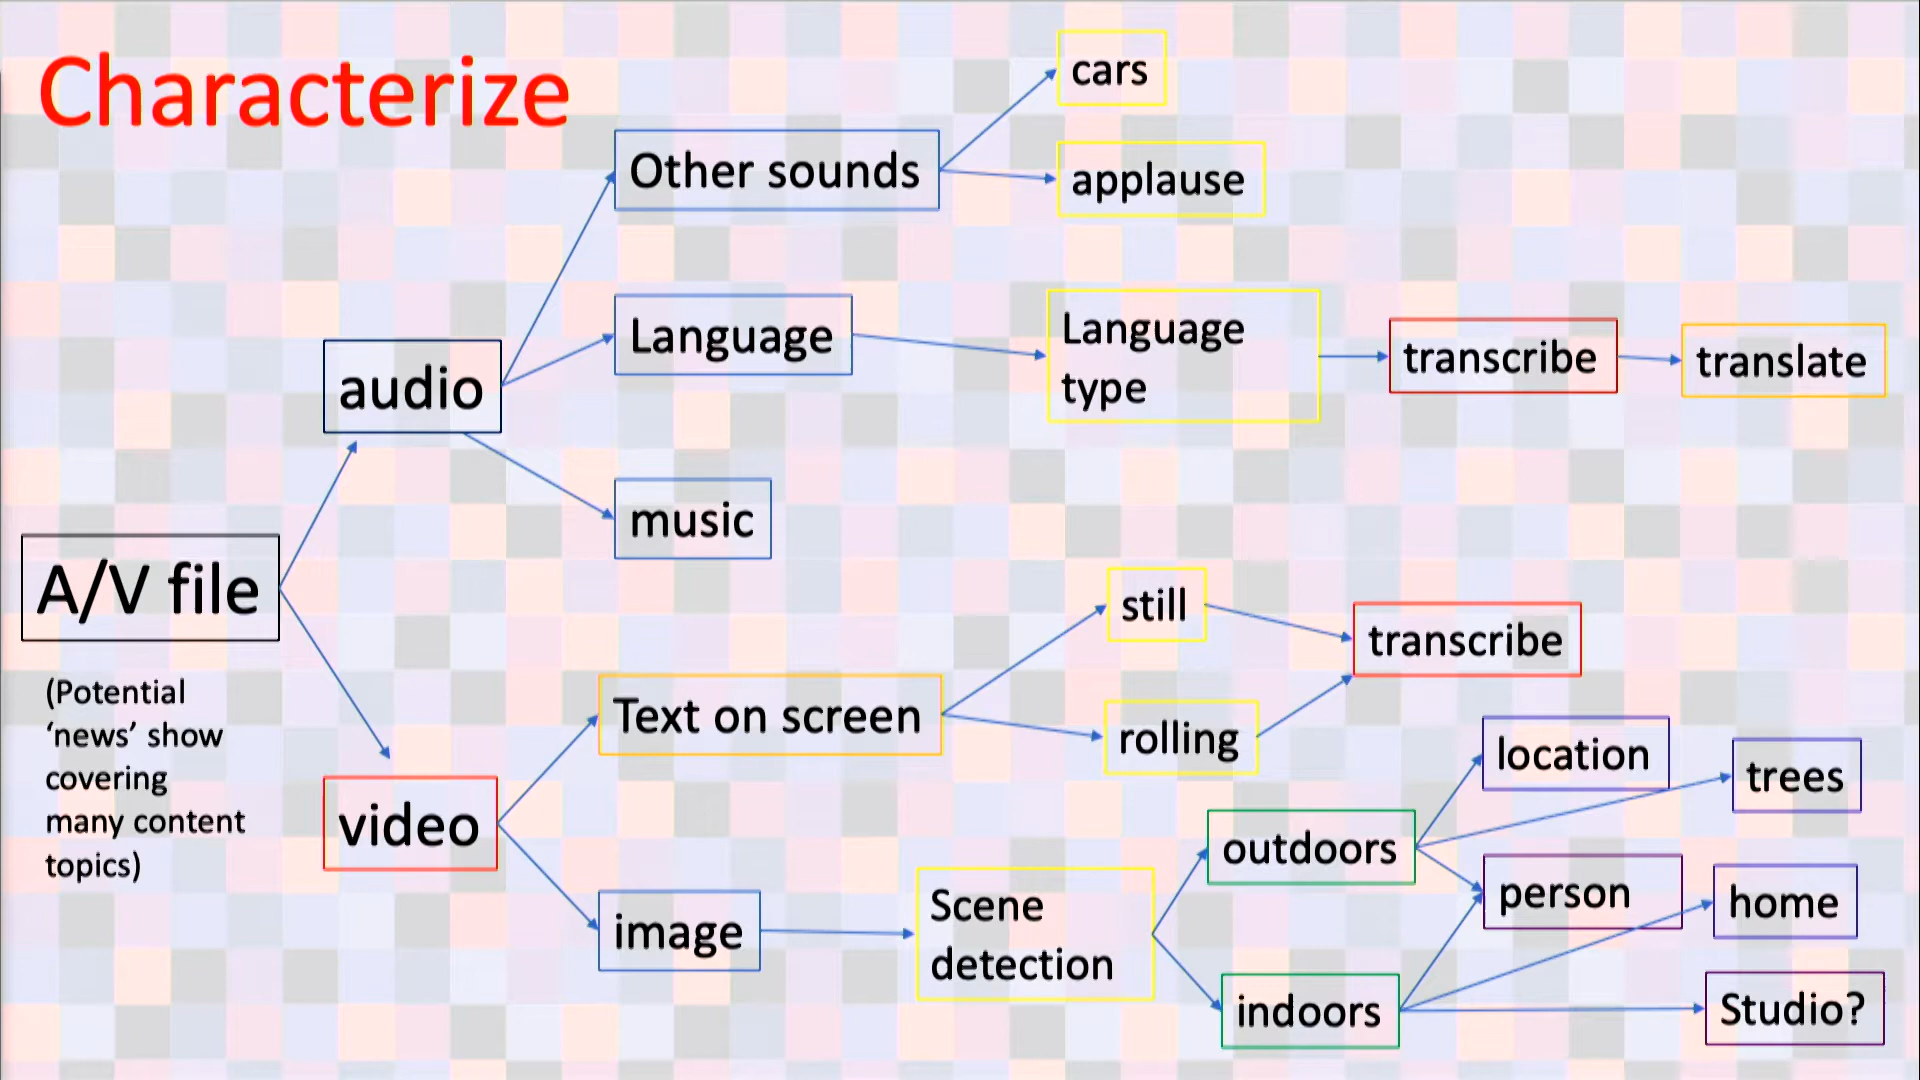 Characterize
cars
Other sounds
applause
Language
Language
type
transcribe
translate
audio
music
A/V file
(Potential
‘news’ show
covering
many content
topics)
still
transcribe
Text on screen
rolling
video
location
trees
outdoors
person
home
image
Scene
detection
indoors
Studio?